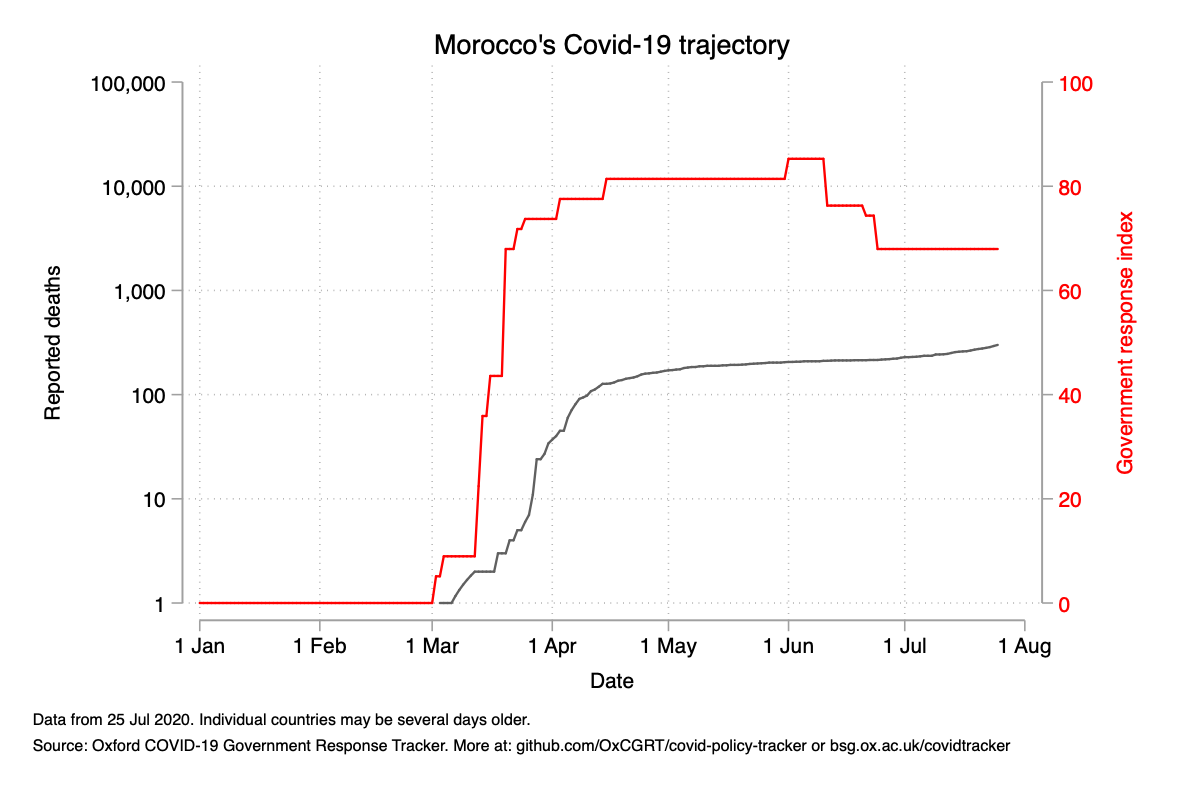 Morocco's Covid-19 trajectory
100,000
10,000
1,000
100
10
1
Reported deaths
100
80
60
40
20
0
Government response index
1 Jan 1 Feb 1 Mar 1 Apr 1 May 1 Jun 1 Jul 1 Aug
Date
Data from 25 Jul 2020. Individual countries may be several days older.
Source: Oxford COVID-19 Government Response Tracker. More at: github.com/OxCGRT/covid-policy-tracker or bsg.ox.ac.uk/covidtracker